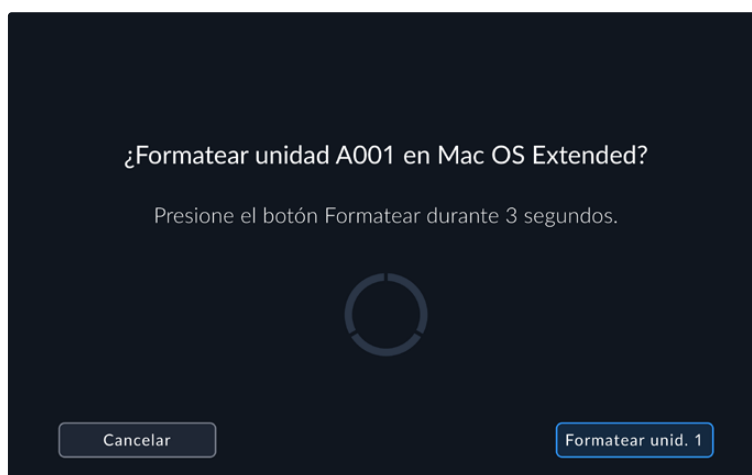 ¿Formatear unidad A001 en Mac OS Extended?
Presione el botón Formatear durante 3 segundos.
Cancelar
Formatear unid. 1